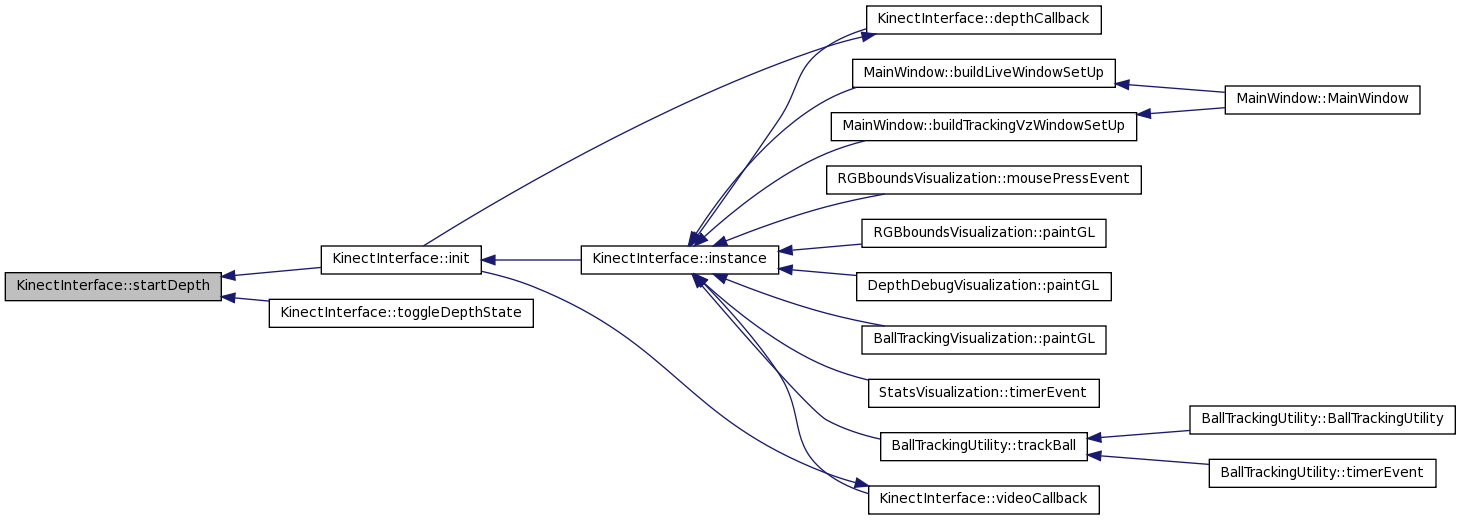 KinectInterface::depthCallback
MainWindow::buildLiveWindowSetUp
MainWindow::MainWindow
MainWindow::buildTrackingVzWindowSetUp
RGBboundsVisualization::mousePressEvent
RGBboundsVisualization::paintGL
KinectInterface::init
KinectInterface::instance
KinectInterface::startDepth
DepthDebugVisualization::paintGL
KinectInterface::toggleDepthState
BallTrackingVisualization::paintGL
StatsVisualization::timerEvent
BallTrackingUtility::BallTrackingUtility
BallTrackingUtility::trackBall
BallTrackingUtility::timerEvent
KinectInterface::videoCallback